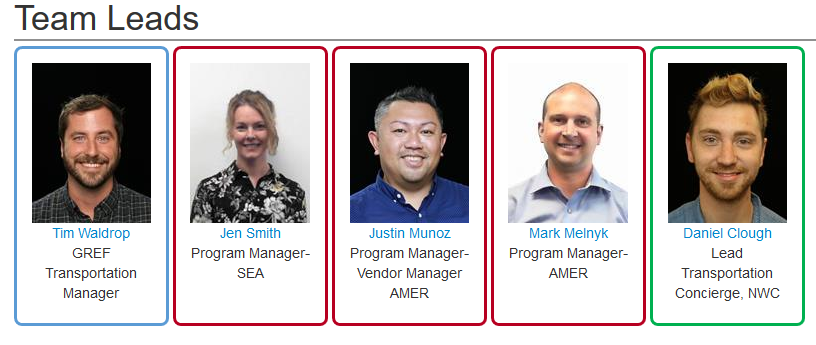 Team Leads
Tim Waldrop
GREF
Transportation
Manager
Jen Smith
Program Manager-
SEA
Justin Munoz
Program Manager-
Vendor Manager
AMER
Mark Melnyk
Program Manager-
AMER
Daniel Clough
Lead
Transportation
Concierge, NWC